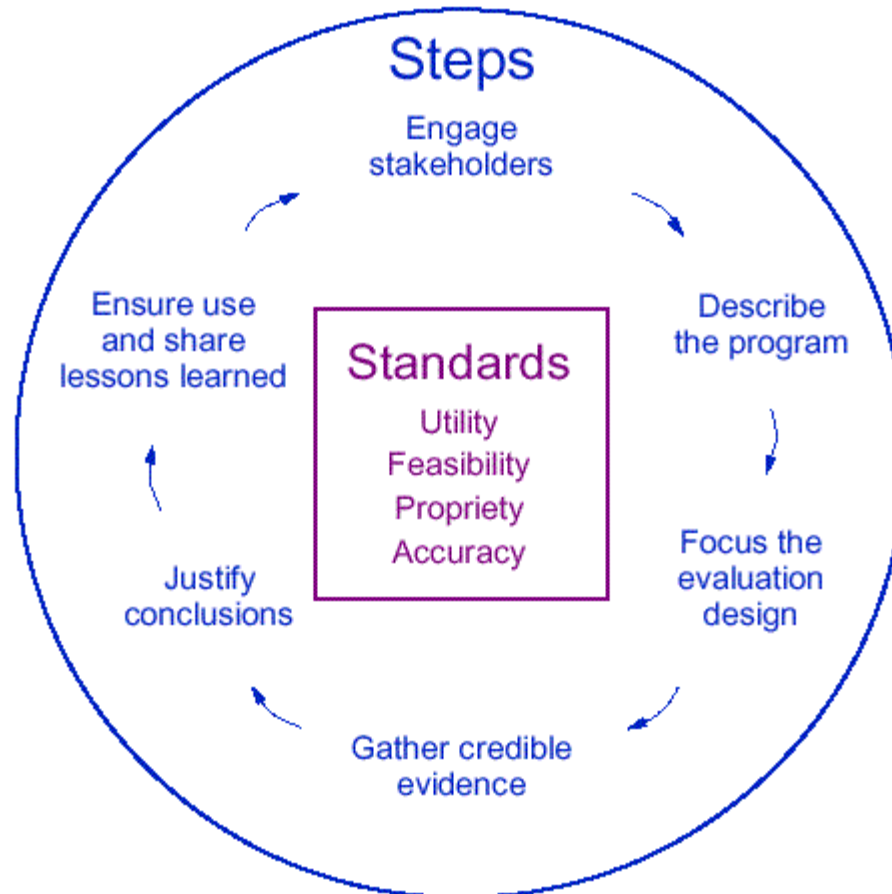 Steps
Engage
stakeholders
Describe
the program
Focus the
evaluation
design
Gather credible
evidence
Justify
conclusions
Ensure use
and share
lessons learned
Standards
Utility
Feasibility
Propriety
Accuracy